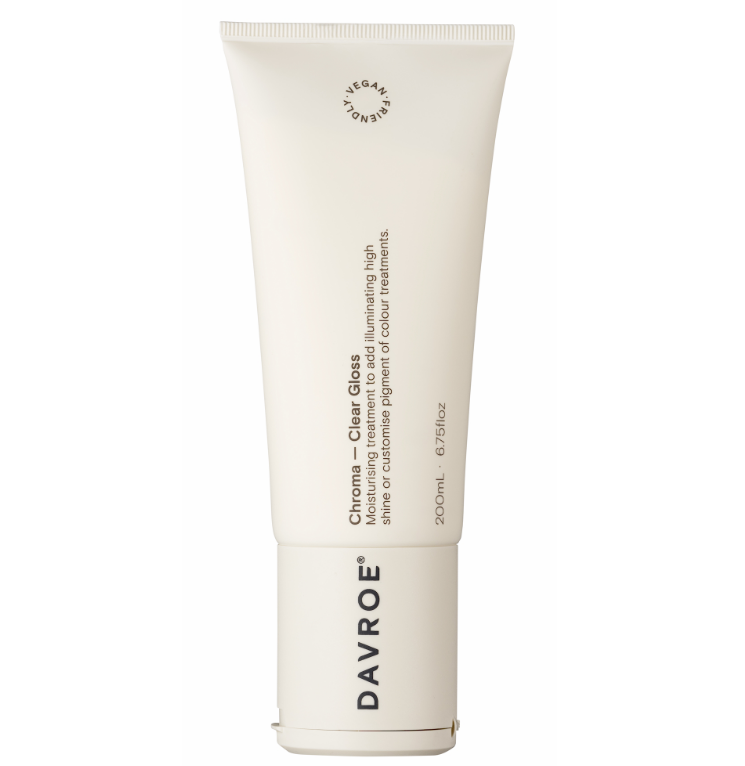 VEGAN · FRIENDLY ·
Chroma – Clear Gloss
Moisturising treatment to add illuminating high
shine or customise pigment of colour treatments.
200mL · 6.75floz
DAVROE®